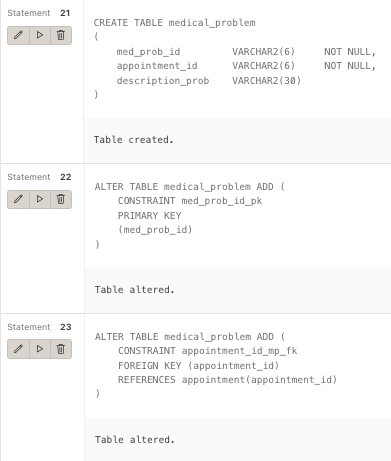 Statement 21
CREATE TABLE medical_problem
(
    med_prob_id         VARCHAR2(6)     NOT NULL,
    appointment_id      VARCHAR2(6)     NOT NULL,
    description_prob    VARCHAR2(30)
)
Table created.
Statement 22
ALTER TABLE medical_problem ADD (
    CONSTRAINT med_prob_id_pk
    PRIMARY KEY
    (med_prob_id)
)
Table altered.
Statement 23
ALTER TABLE medical_problem ADD (
    CONSTRAINT appointment_id_mp_fk
    FOREIGN KEY (appointment_id)
    REFERENCES appointment(appointment_id)
)
Table altered.